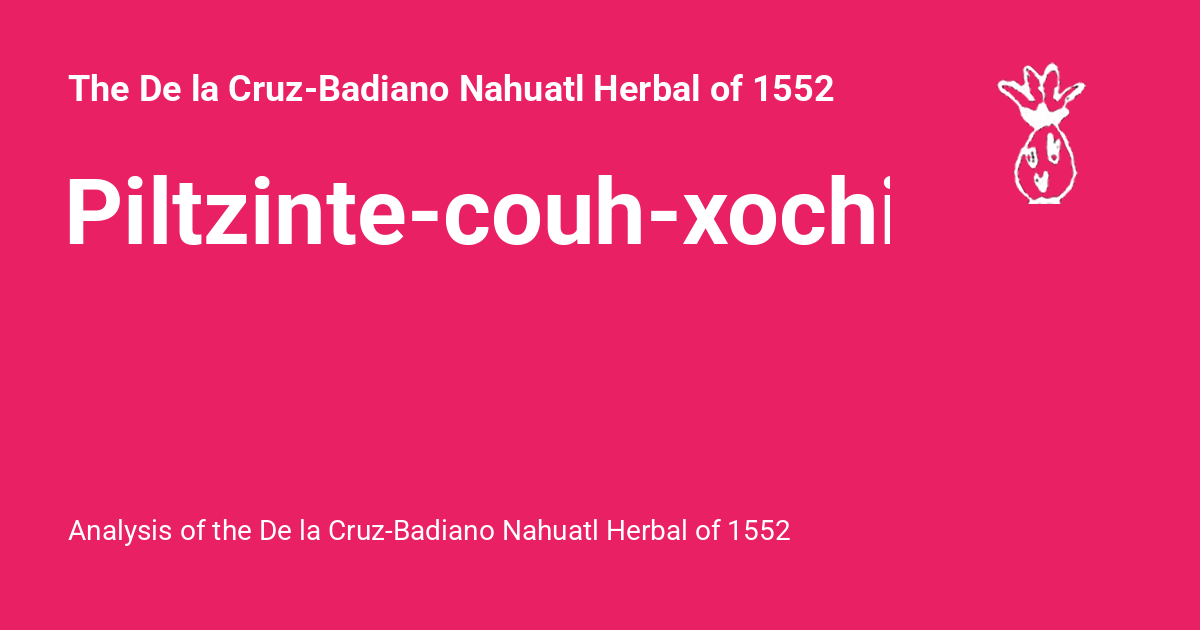 The De la Cruz-Badiano Nahuatl Herbal of 1552
Piltzinte-couh-xochi
Analysis of the De la Cruz-Badiano Nahuatl Herbal of 1552